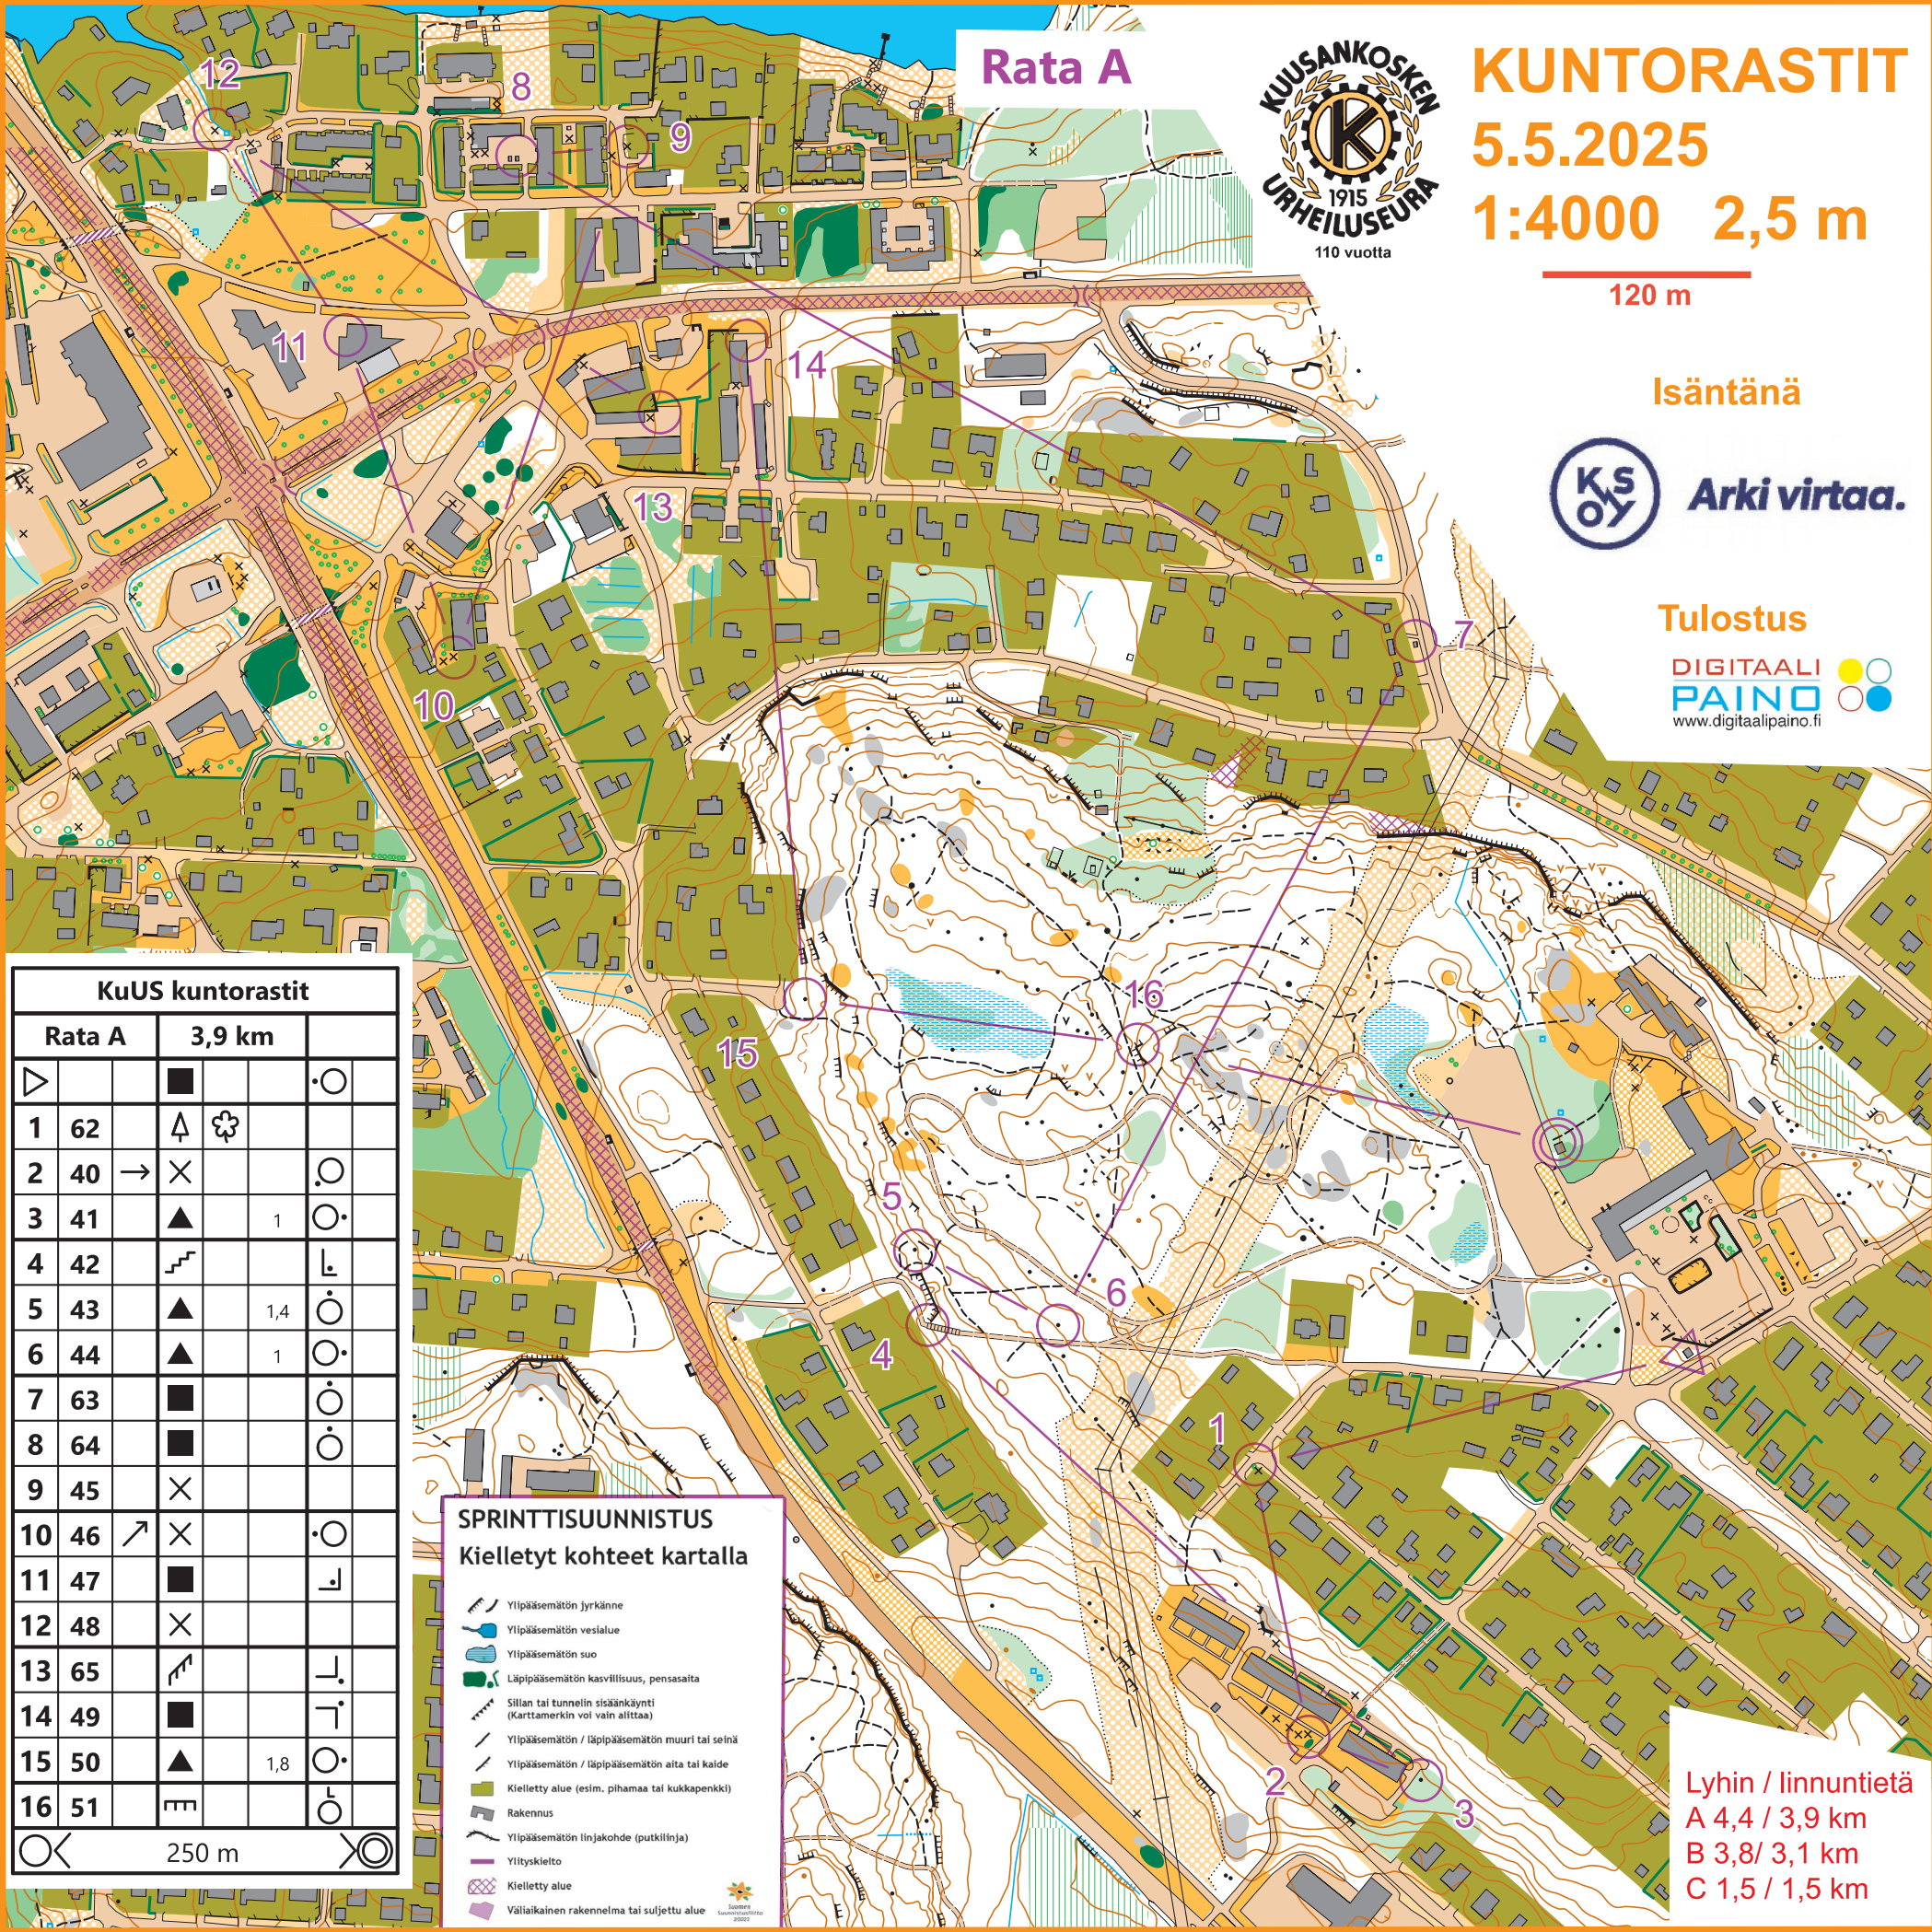 Rata A
KUUSANKOSKEN
K
1915
URHEILUSEURA
110 vuotta
KUNTORASTIT
5.5.2025
1:4000 2,5 m
120 m
Isäntänä
KSOY
Arki virtaa.
Tulostus
DIGITAALI
PAINO
www.digitaalipaino.fi
12
8
9
11
14
13
7
10
15
16
5
6
4
1
2
3
KuUS kuntorastit
Rata A 3,9 km
1 62
2 40
3 41 1
4 42
5 43 1,4
6 44 1
7 63
8 64
9 45
10 46
11 47
12 48
13 65
14 49
15 50 1,8
16 51
250 m
SPRINTTISUUNNISTUS
Kielletyt kohteet kartalla
Ylipääsemätön jyrkänne
Ylipääsemätön vesialue
Ylipääsemätön suo
Läpipääsemätön kasvillisuus, pensasaita
Sillan tai tunnelin sisäänkäynti
(Karttamerkin voi vain alittaa)
Ylipääsemätön / läpipääsemätön muuri tai seinä
Ylipääsemätön / läpipääsemätön aita tai kaide
Kielletty alue (esim. pihamaa tai kukkapenkki)
Rakennus
Ylipääsemätön linjakohde (putkilinja)
Ylityskielto
Kielletty alue
Väliaikainen rakennelma tai suljettu alue
Suomen
Suunnistusliitto
Lyhin / linnuntietä
A 4,4 / 3,9 km
B 3,8/ 3,1 km
C 1,5 / 1,5 km